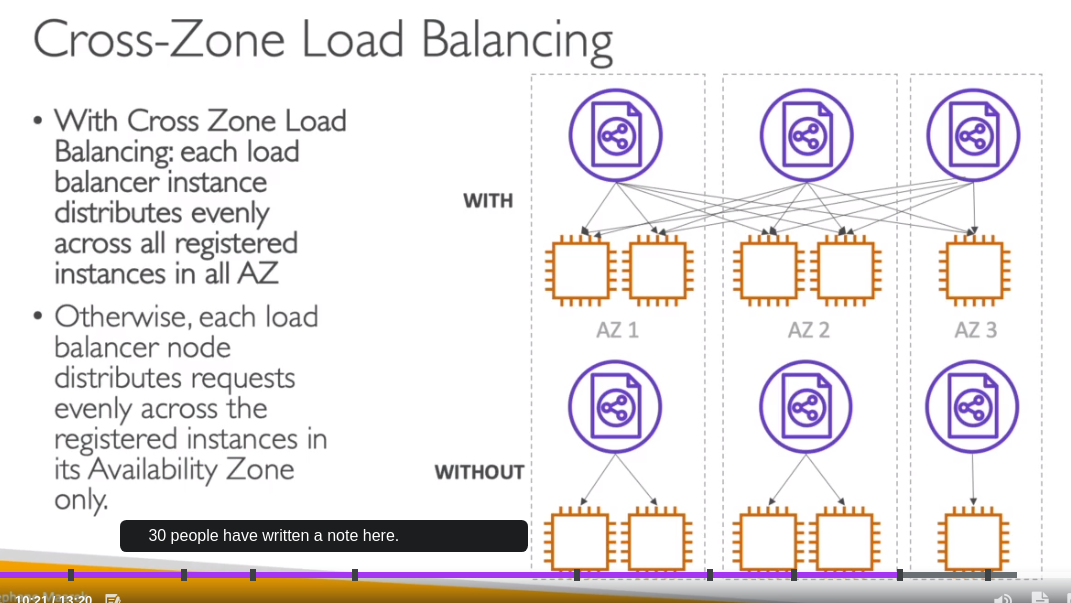 Cross-Zone Load Balancing
• With Cross Zone Load
Balancing: each load
balancer instance
distributes evenly
across all registered
instances in all AZ
• Otherwise, each load
balancer node
distributes requests
evenly across the
registered instances in
its Availability Zone
only.
WITH
AZ 1
AZ 2
AZ 3
WITHOUT
30 people have written a note here.
10:21 / 13:20